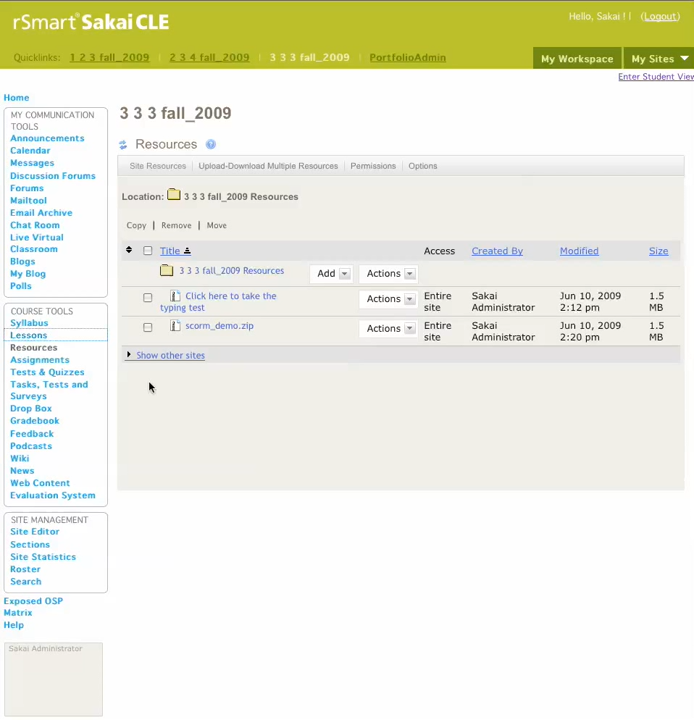 rSmart Sakai CLE
Hello, Sakai ! | (Logout)
Quicklinks: 1 2 3 fall_2009 2 3 4 fall_2009 3 3 3 fall_2009 PortfolioAdmin
My Workspace My Sites
Enter Student View
Home
MY COMMUNICATION
TOOLS
Announcements
Calendar
Messages
Discussion Forums
Forums
Mailtool
Email Archive
Chat Room
Live Virtual
Classroom
Blogs
My Blog
Polls
COURSE TOOLS
Syllabus
Lessons
Resources
Assignments
Tests & Quizzes
Tasks, Tests and
Surveys
Drop Box
Gradebook
Feedback
Podcasts
Wiki
News
Web Content
Evaluation System
SITE MANAGEMENT
Site Editor
Sections
Site Statistics
Roster
Search
Exposed OSP
Matrix
Help
Sakai Administrator
3 3 3 fall_2009
Resources ?
Site Resources | Upload-Download Multiple Resources | Permissions | Options
Location: 3 3 3 fall_2009 Resources
Copy | Remove | Move
Title Access Created By Modified Size
3 3 3 fall_2009 Resources Add Actions
Click here to take the Actions Entire Sakai Jun 10, 2009 1.5
typing test site Administrator 2:12 pm MB
scorm_demo.zip Actions Entire Sakai Jun 10, 2009 1.5
site Administrator 2:20 pm MB
Show other sites